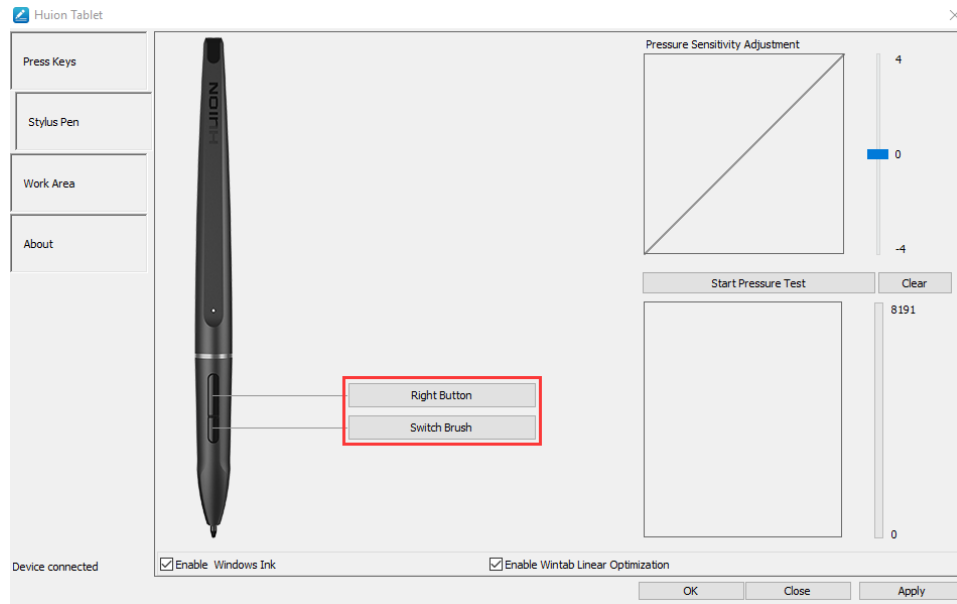 Huion Tablet
Press Keys
Stylus Pen
Work Area
About
Device connected
HUION
Right Button
Switch Brush
Pressure Sensitivity Adjustment
4
0
-4
Start Pressure Test
Clear
8191
0
Enable Windows Ink
Enable Wintab Linear Optimization
OK
Close
Apply